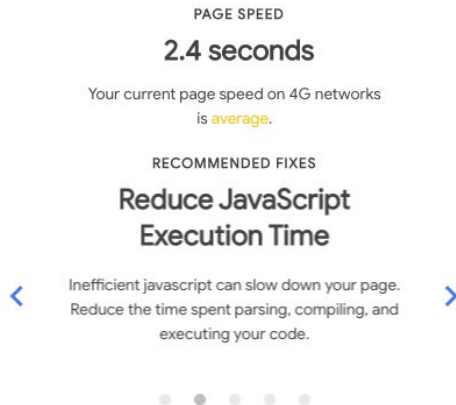 PAGE SPEED
2.4 seconds
Your current page speed on 4G networks
is average.
RECOMMENDED FIXES
Reduce JavaScript
Execution Time
Inefficient javascript can slow down your page.
Reduce the time spent parsing, compiling, and
executing your code.